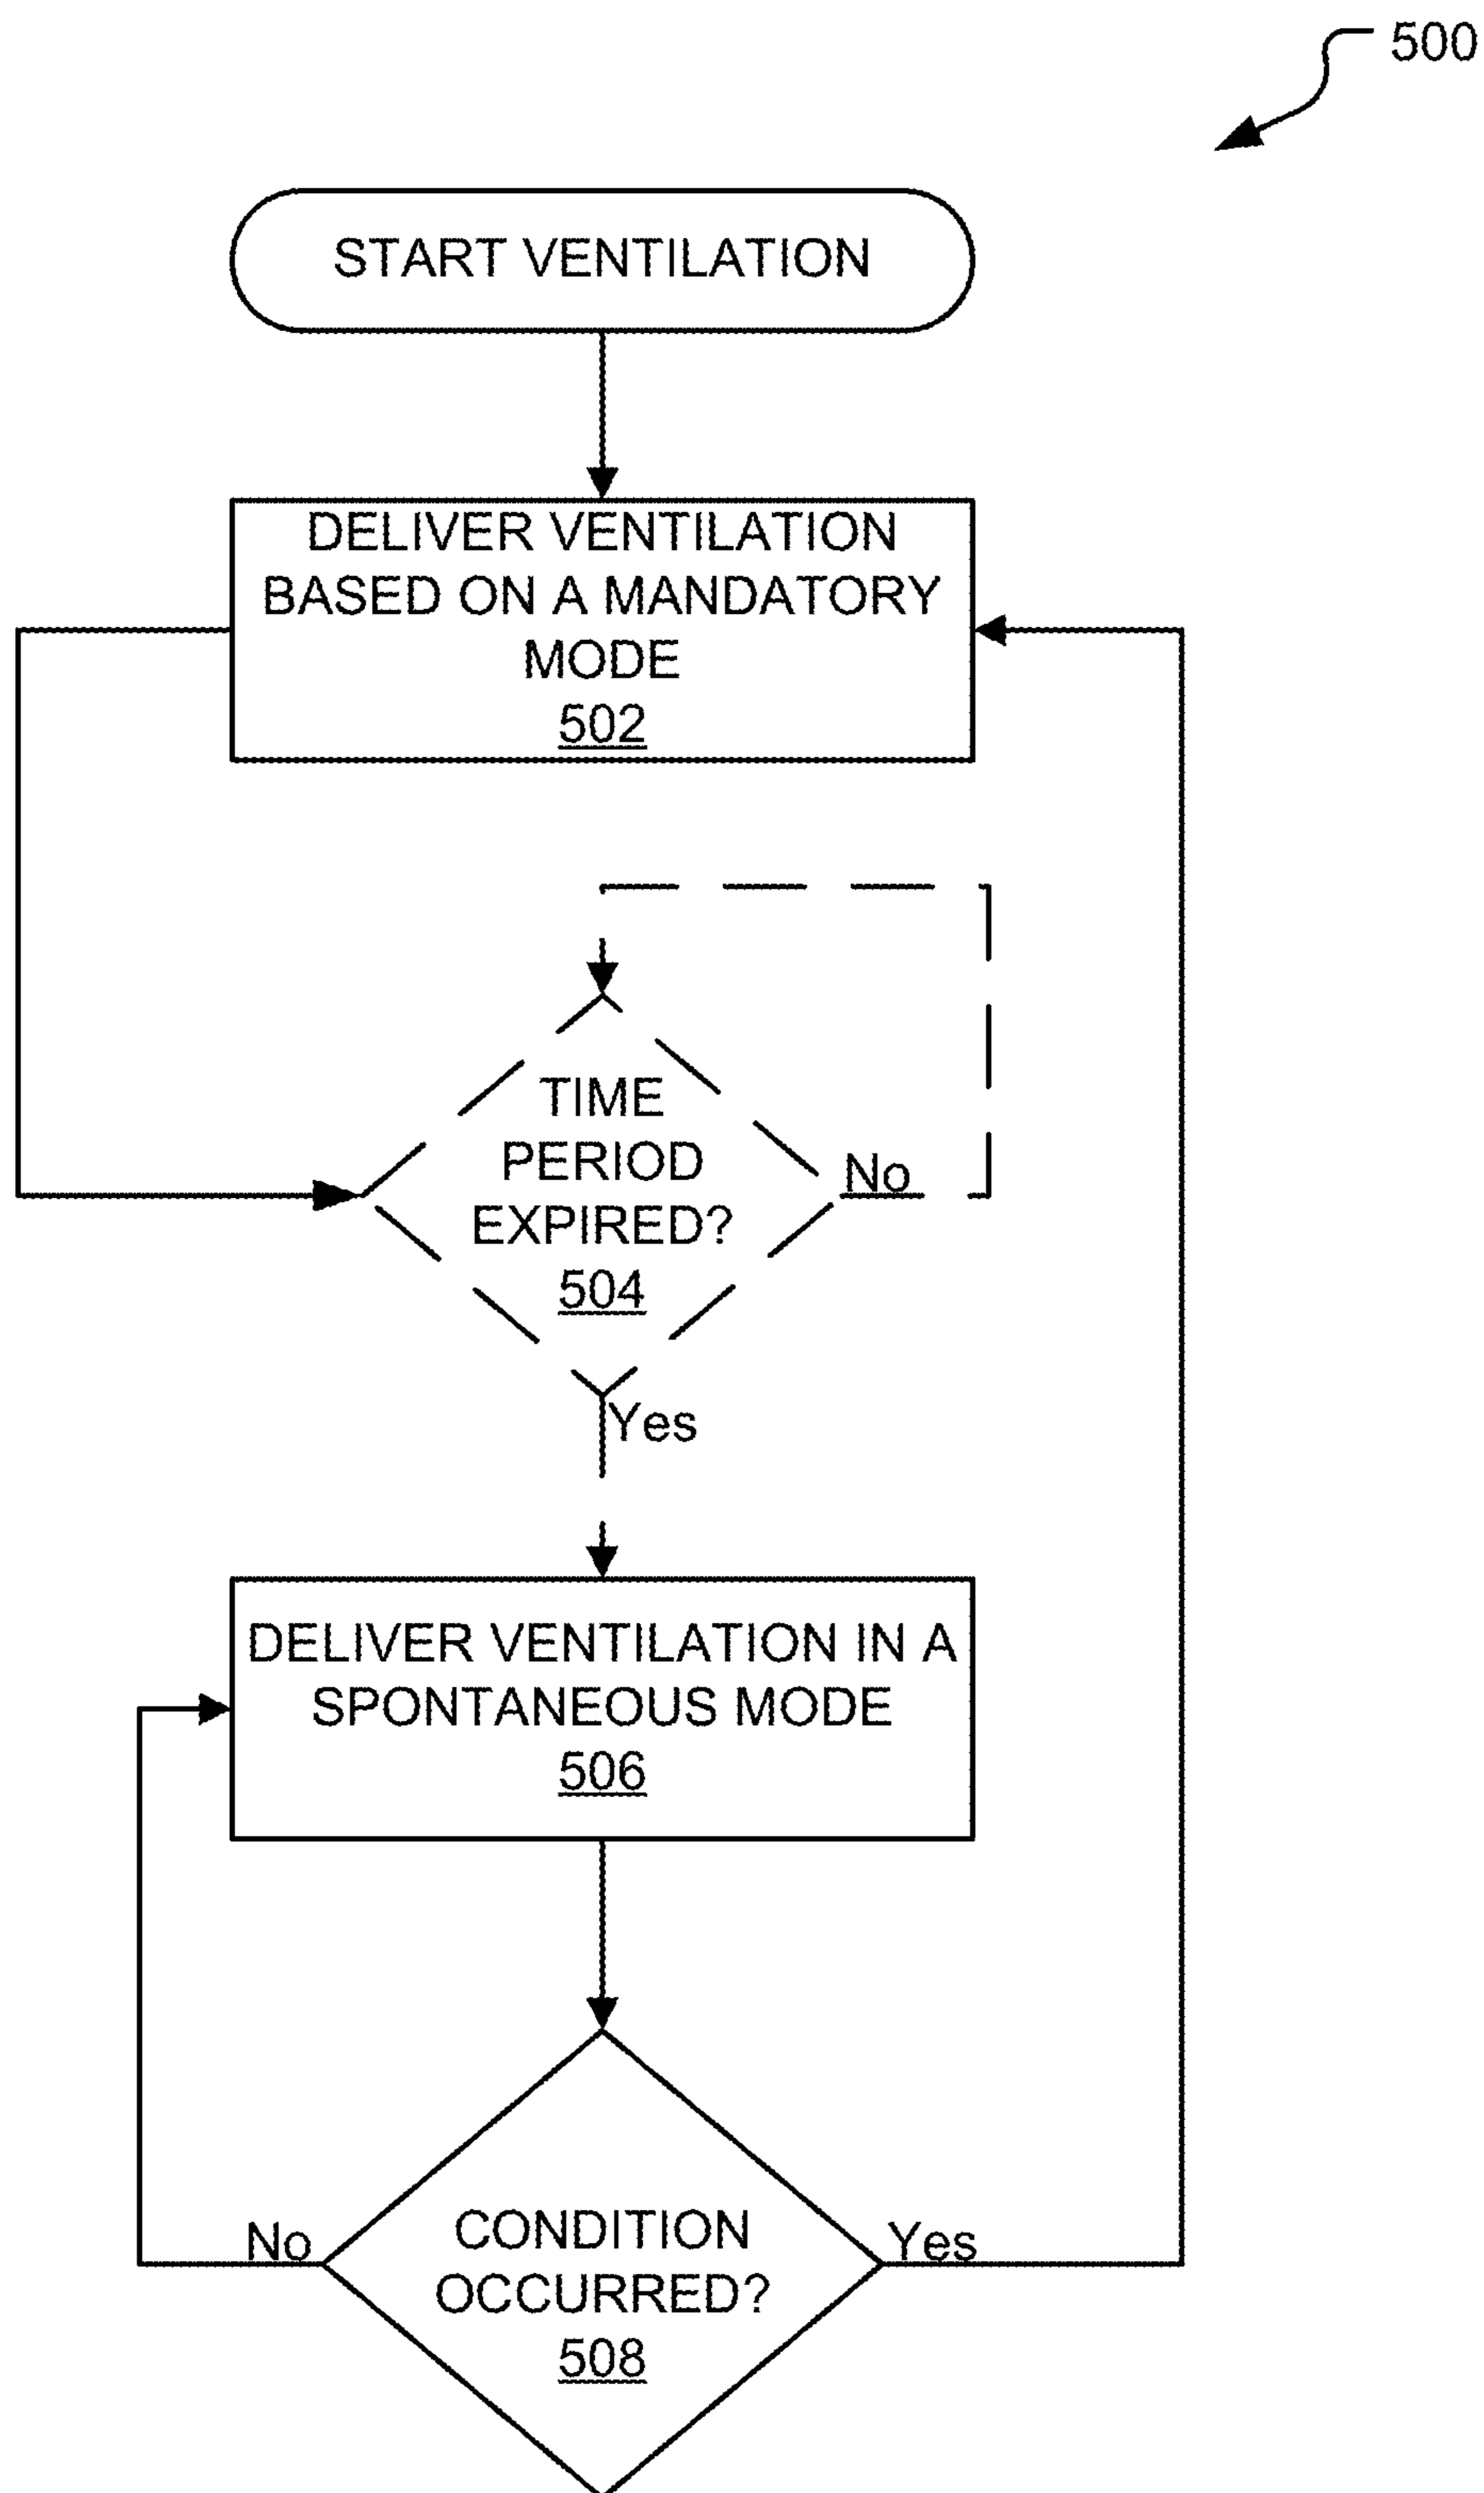 500
START VENTILATION
DELIVER VENTILATION
BASED ON A MANDATORY
MODE
502
TIME
PERIOD
EXPIRED?
504
No
Yes
DELIVER VENTILATION IN A
SPONTANEOUS MODE
506
No
CONDITION
OCCURRED?
508
Yes